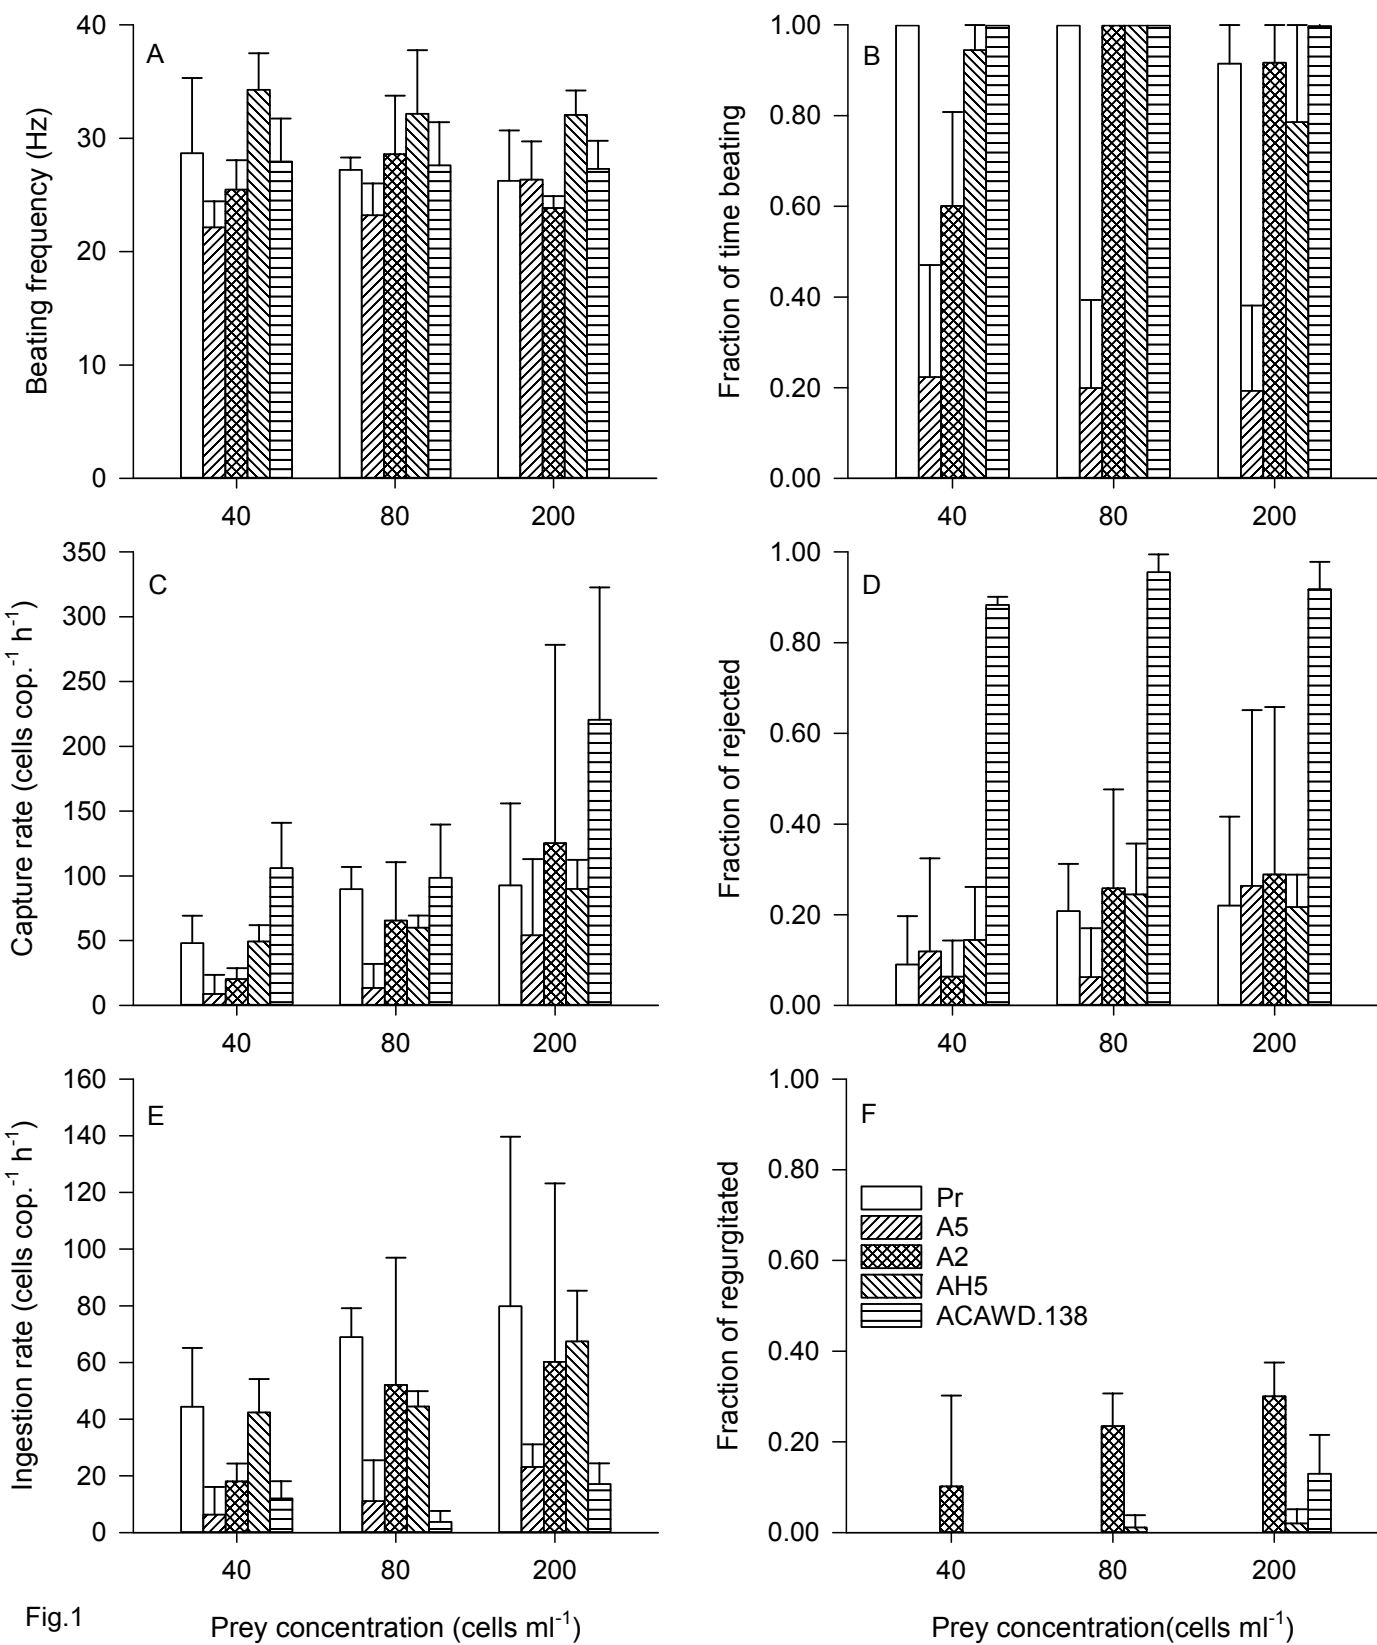 A
Beating frequency (Hz)
40
30
20
10
0
40 80 200
B
Fraction of time beating
1.00
0.80
0.60
0.40
0.20
0.00
40 80 200
C
Capture rate (cells cop.⁻¹ h⁻¹)
350
300
250
200
150
100
50
0
40 80 200
D
Fraction of rejected
1.00
0.80
0.60
0.40
0.20
0.00
40 80 200
E
Ingestion rate (cells cop.⁻¹ h⁻¹)
160
140
120
100
80
60
40
20
0
40 80 200
Prey concentration (cells ml⁻¹)
F
Fraction of regurgitated
1.00
0.80
0.60
0.40
0.20
0.00
Pr
A5
A2
AH5
ACAWD.138
40 80 200
Prey concentration(cells ml⁻¹)
Fig.1